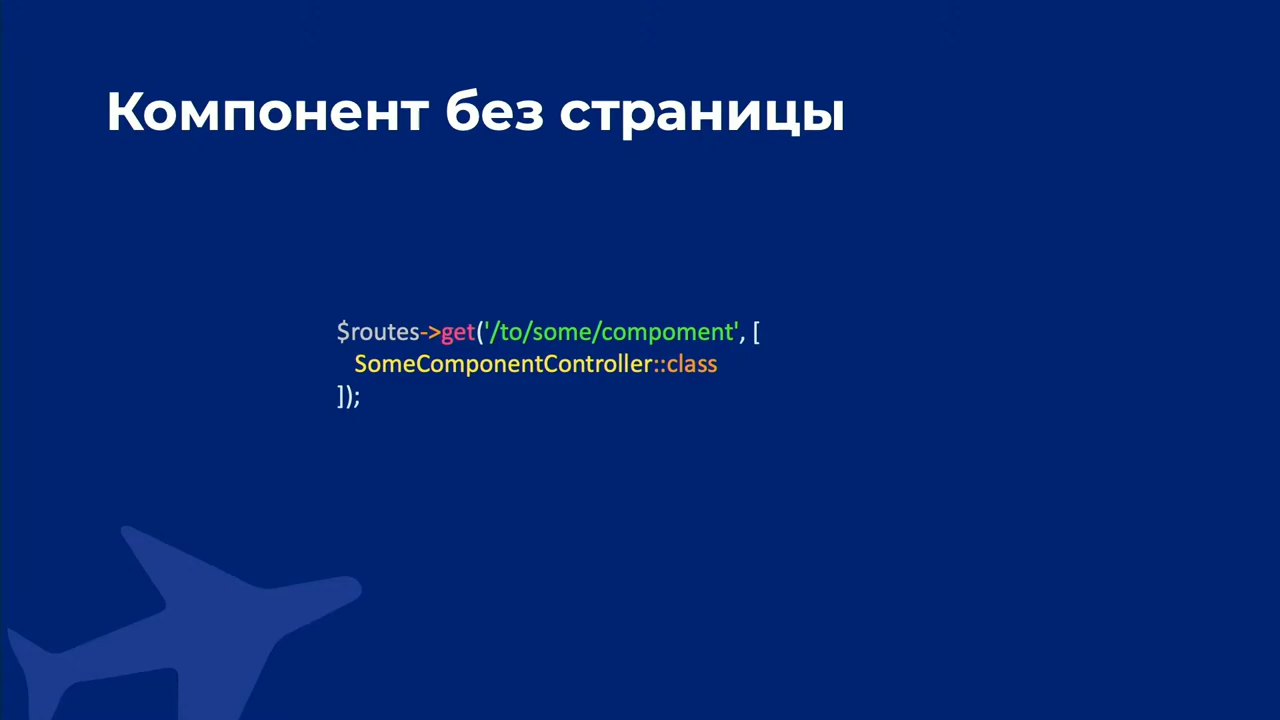 Компонент без страницы
$routes->get('/to/some/compoment', [
SomeComponentController::class
]);